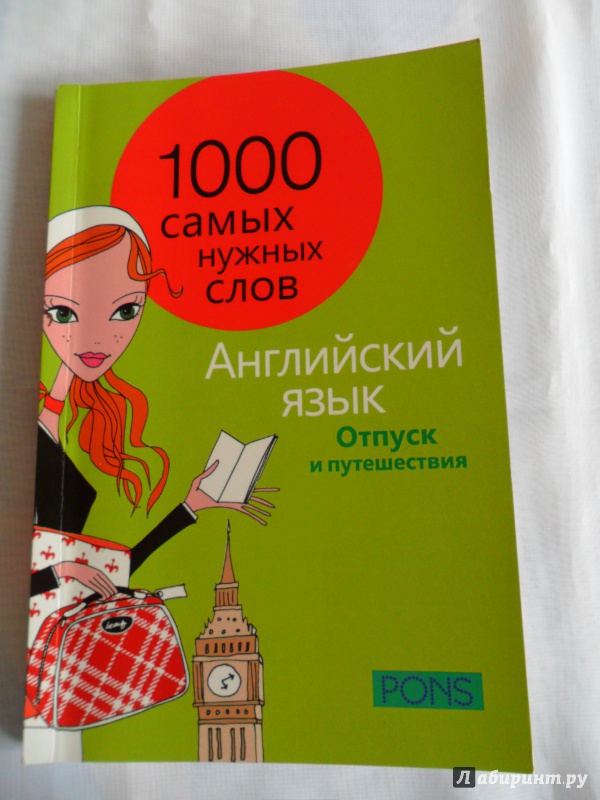 1000
самых
нужных
слов
Английский
язык
Отпуск
и путешествия
PONS
Лабиринт.ру